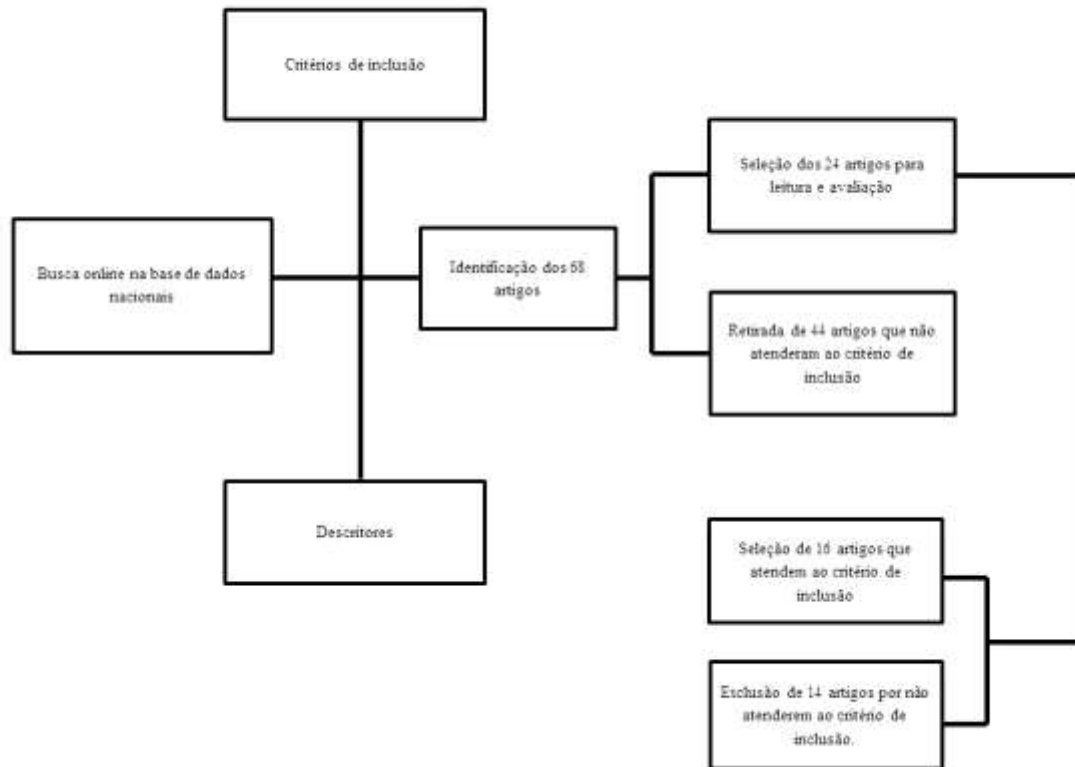 Critérios de inclusão
Seleção dos 24 artigos para
leitura e avaliação
Busca online na base de dados
nacionais
Identificação dos 68
artigos
Retirada de 44 artigos que não
atenderam ao critério de
inclusão
Descritores
Seleção de 16 artigos que
atendem ao critério de
inclusão
Exclusão de 14 artigos por não
atenderem ao critério de
inclusão.